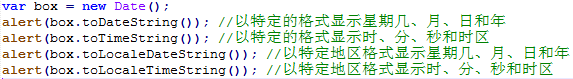 var box = new Date();
alert(box.toDateString()); //以特定的格式显示星期几、月、日和年
alert(box.toTimeString()); //以特定的格式显示时、分、秒和时区
alert(box.toLocaleDateString()); //以特定地区格式显示星期几、月、日和年
alert(box.toLocaleTimeString()); //以特定地区格式显示时、分、秒和时区